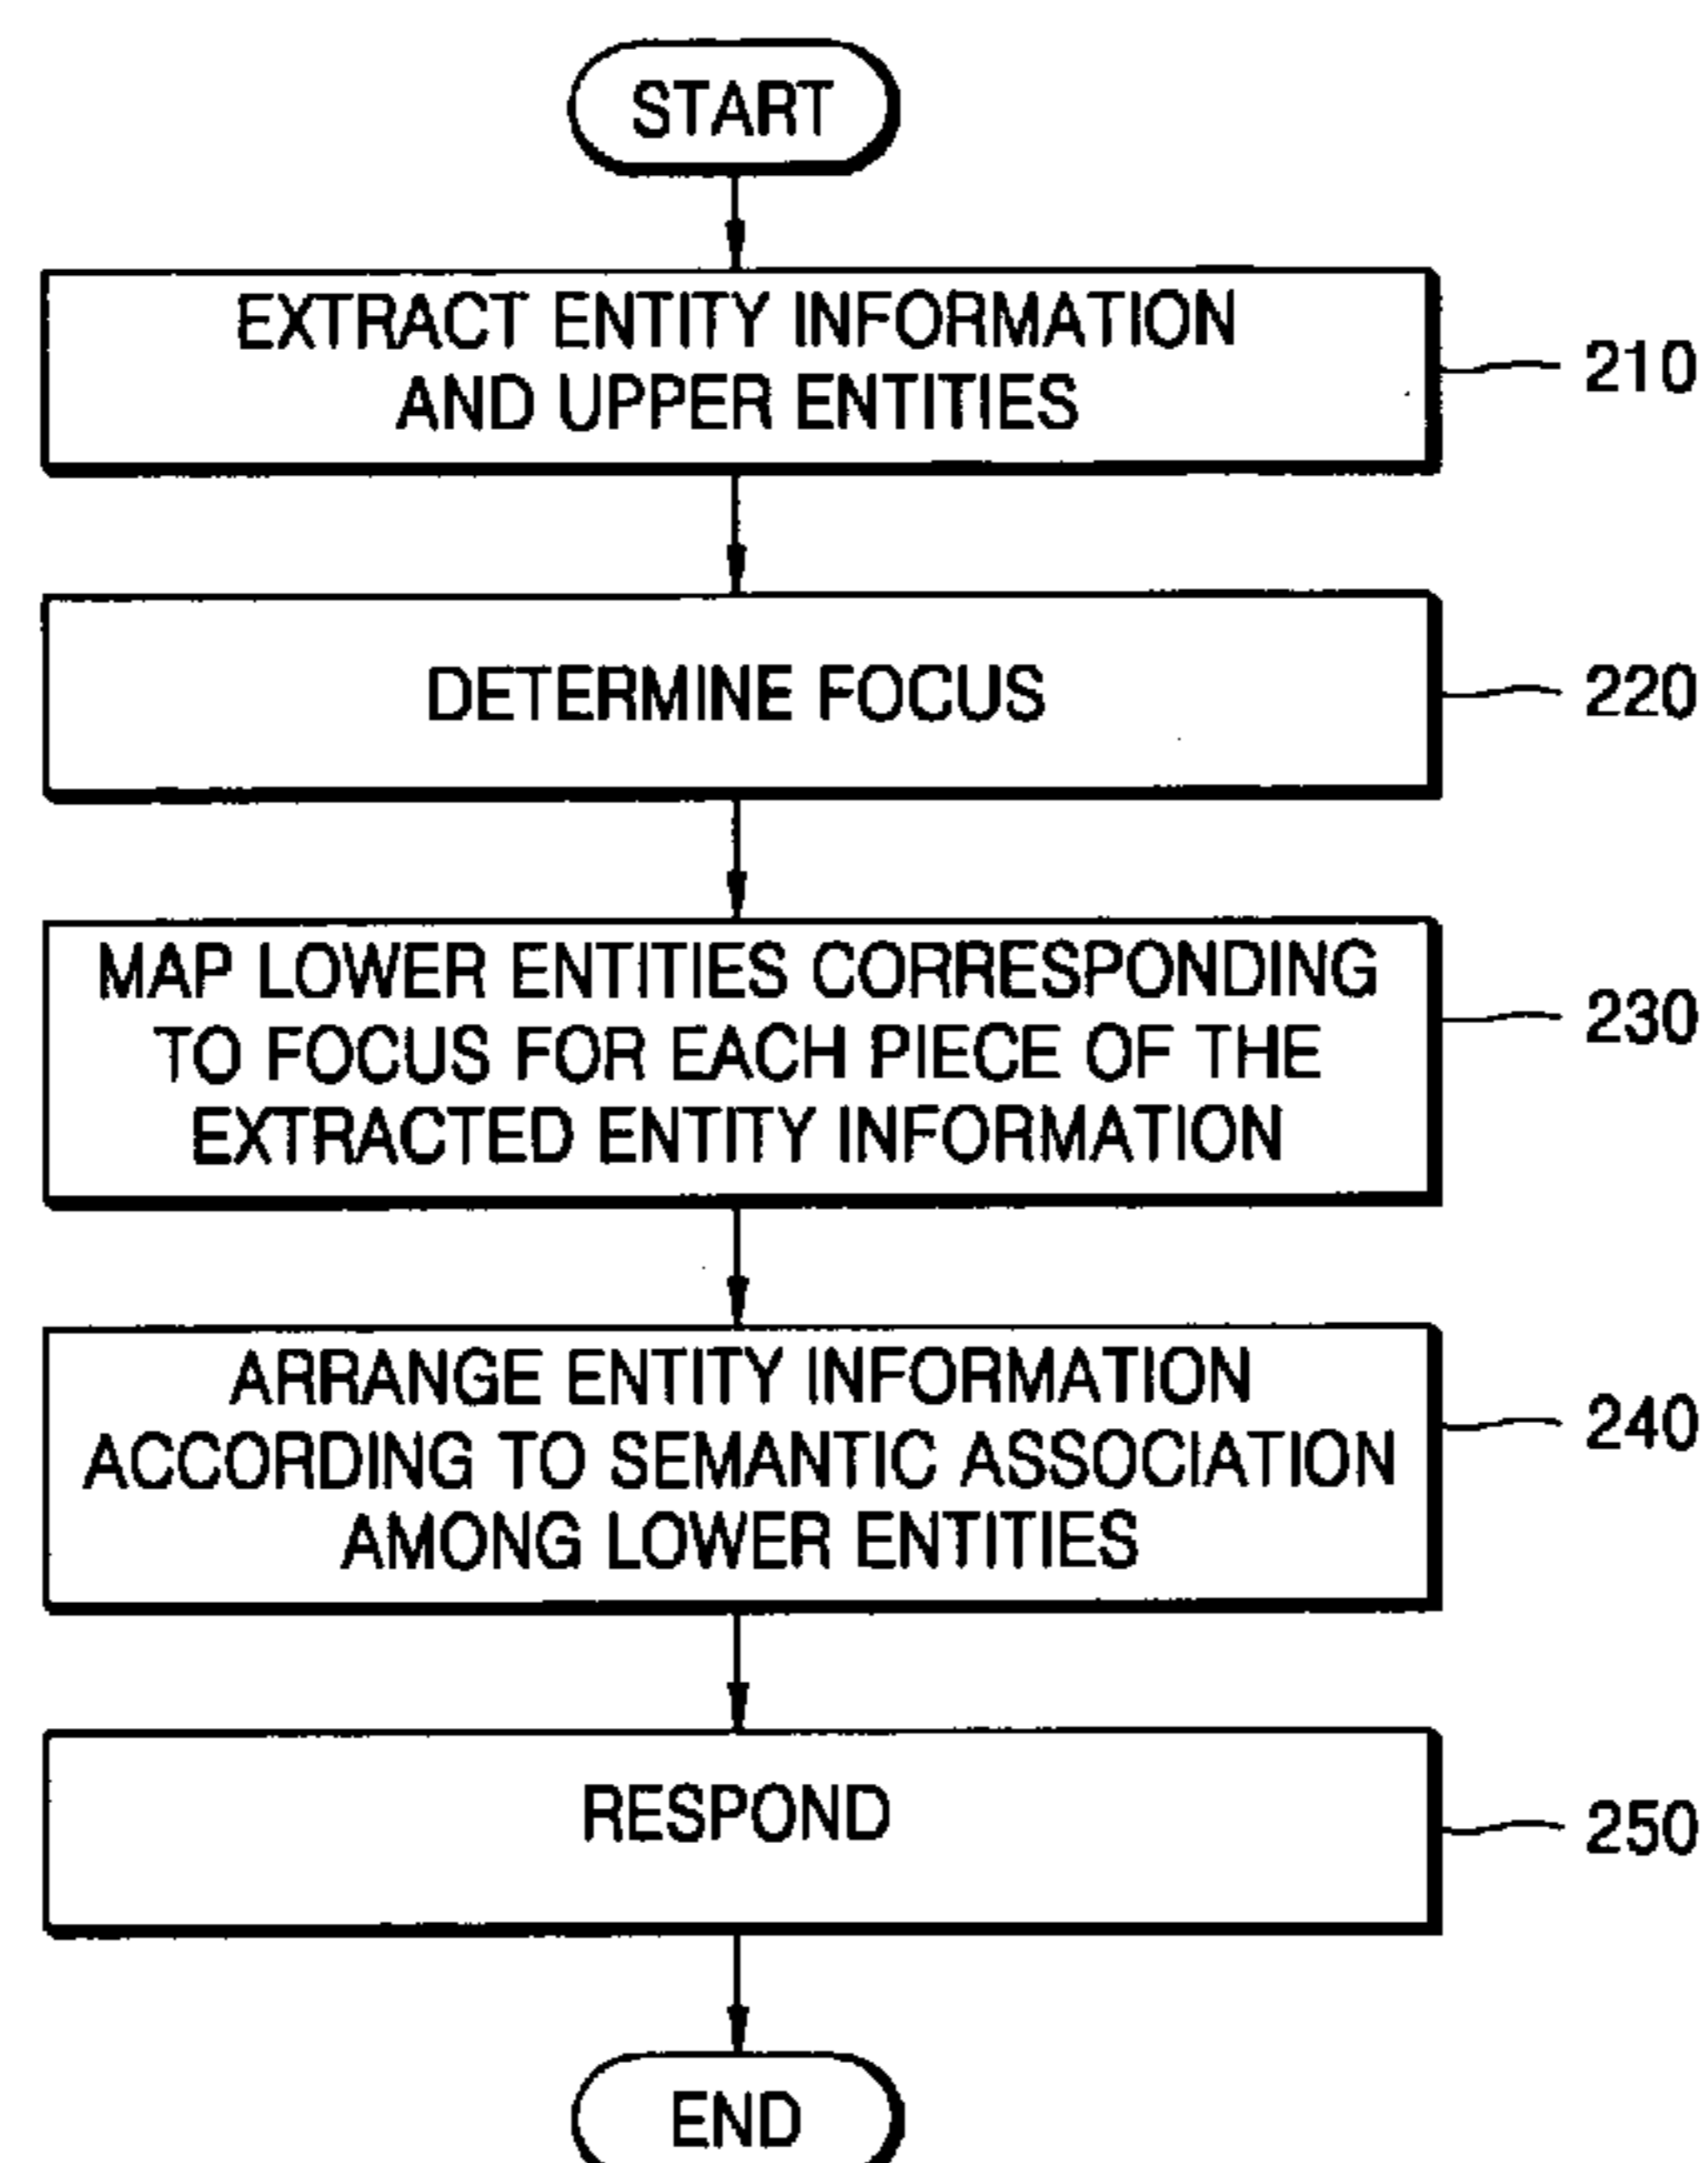 START
EXTRACT ENTITY INFORMATION
AND UPPER ENTITIES
210
DETERMINE FOCUS
220
MAP LOWER ENTITIES CORRESPONDING
TO FOCUS FOR EACH PIECE OF THE
EXTRACTED ENTITY INFORMATION
230
ARRANGE ENTITY INFORMATION
ACCORDING TO SEMANTIC ASSOCIATION
AMONG LOWER ENTITIES
240
RESPOND
250
END